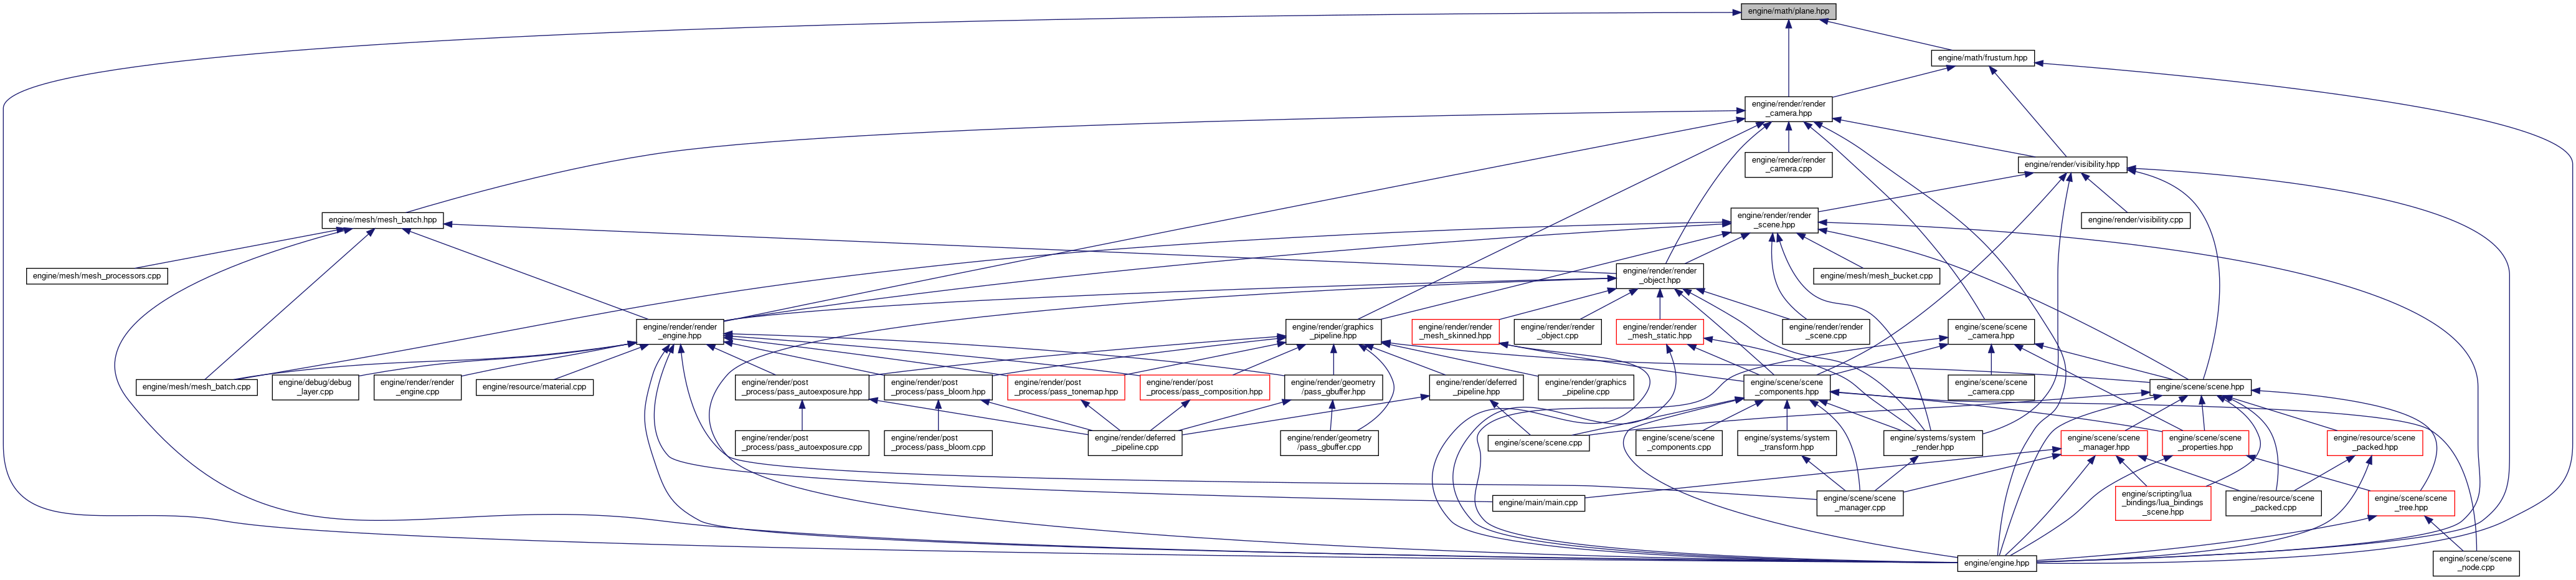 engine/math/plane.hpp
engine/math/frustum.hpp
engine/render/render
_camera.hpp
engine/render/render
_camera.cpp
engine/render/visibility.hpp
engine/mesh/mesh_batch.hpp
engine/render/render
_scene.hpp
engine/render/visibility.cpp
engine/mesh/mesh_processors.cpp
engine/render/render
_object.hpp
engine/mesh/mesh_bucket.cpp
engine/render/render
_engine.hpp
engine/render/graphics
_pipeline.hpp
engine/render/render
_mesh_skinned.hpp
engine/render/render
_object.cpp
engine/render/render
_mesh_static.hpp
engine/render/render
_scene.cpp
engine/scene/scene
_camera.hpp
engine/mesh/mesh_batch.cpp
engine/debug/debug
_layer.cpp
engine/render/render
_engine.cpp
engine/resource/material.cpp
engine/render/post
_process/pass_autoexposure.hpp
engine/render/post
_process/pass_bloom.hpp
engine/render/post
_process/pass_tonemap.hpp
engine/render/post
_process/pass_composition.hpp
engine/render/geometry
/pass_gbuffer.hpp
engine/render/deferred
_pipeline.hpp
engine/render/graphics
_pipeline.cpp
engine/scene/scene
_components.hpp
engine/scene/scene
_camera.cpp
engine/scene/scene.hpp
engine/render/post
_process/pass_autoexposure.cpp
engine/render/post
_process/pass_bloom.cpp
engine/render/deferred
_pipeline.cpp
engine/render/geometry
/pass_gbuffer.cpp
engine/scene/scene.cpp
engine/scene/scene
_components.cpp
engine/systems/system
_transform.hpp
engine/systems/system
_render.hpp
engine/scene/scene
_manager.hpp
engine/scene/scene
_properties.hpp
engine/resource/scene
_packed.hpp
engine/main/main.cpp
engine/scene/scene
_manager.cpp
engine/scripting/lua
_bindings/lua_bindings
_scene.hpp
engine/resource/scene
_packed.cpp
engine/scene/scene
_tree.hpp
engine/engine.hpp
engine/scene/scene
_node.cpp